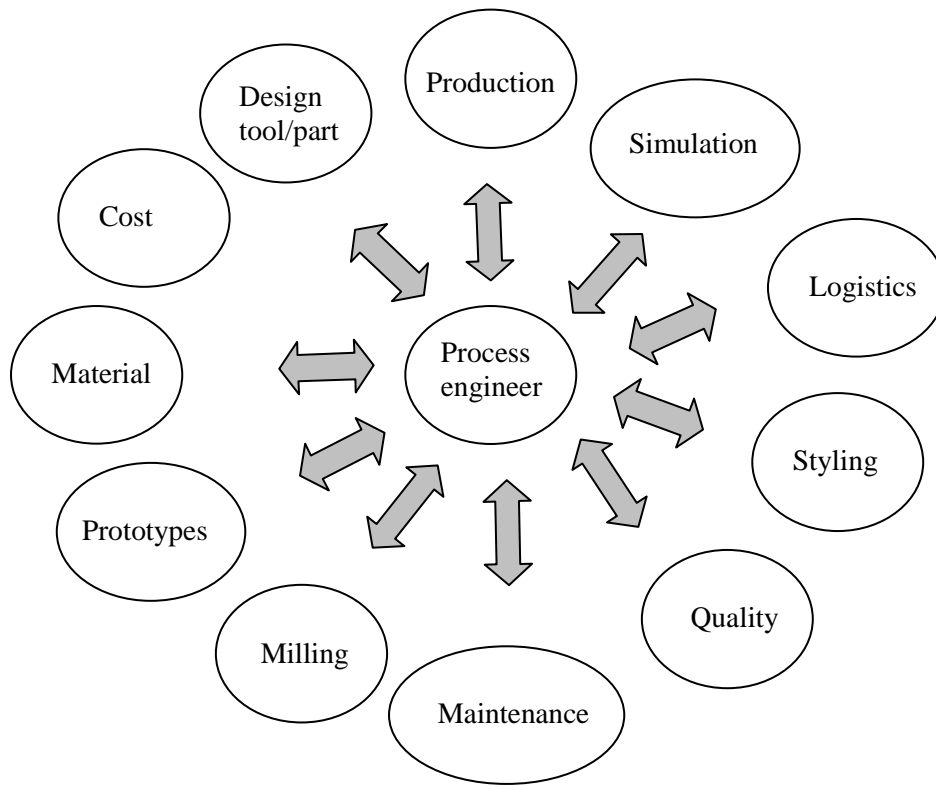 Production
Design
tool/part
Simulation
Cost
Logistics
Process
engineer
Material
Styling
Prototypes
Quality
Milling
Maintenance